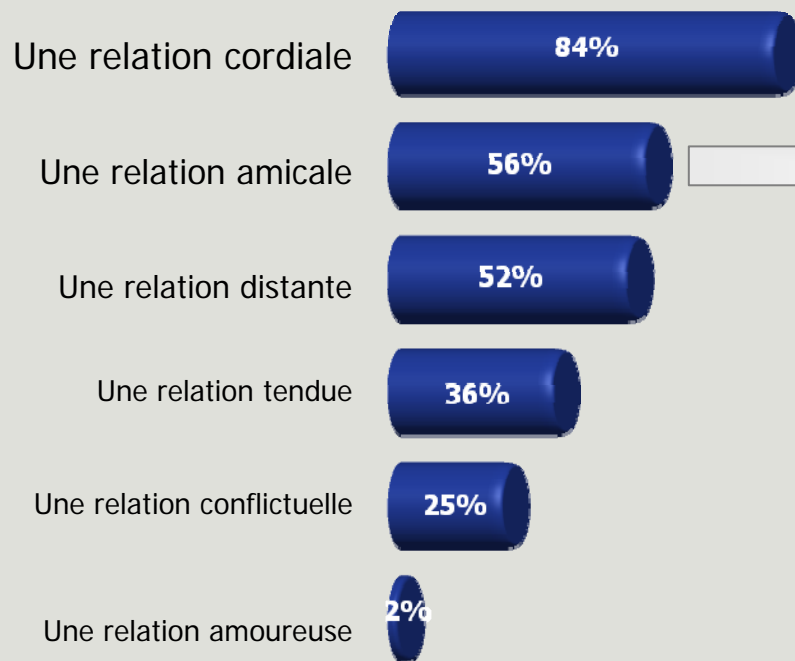 Une relation cordiale 84%
Une relation amicale 56%
Une relation distante 52%
Une relation tendue 36%
Une relation conflictuelle 25%
Une relation amoureuse 2%